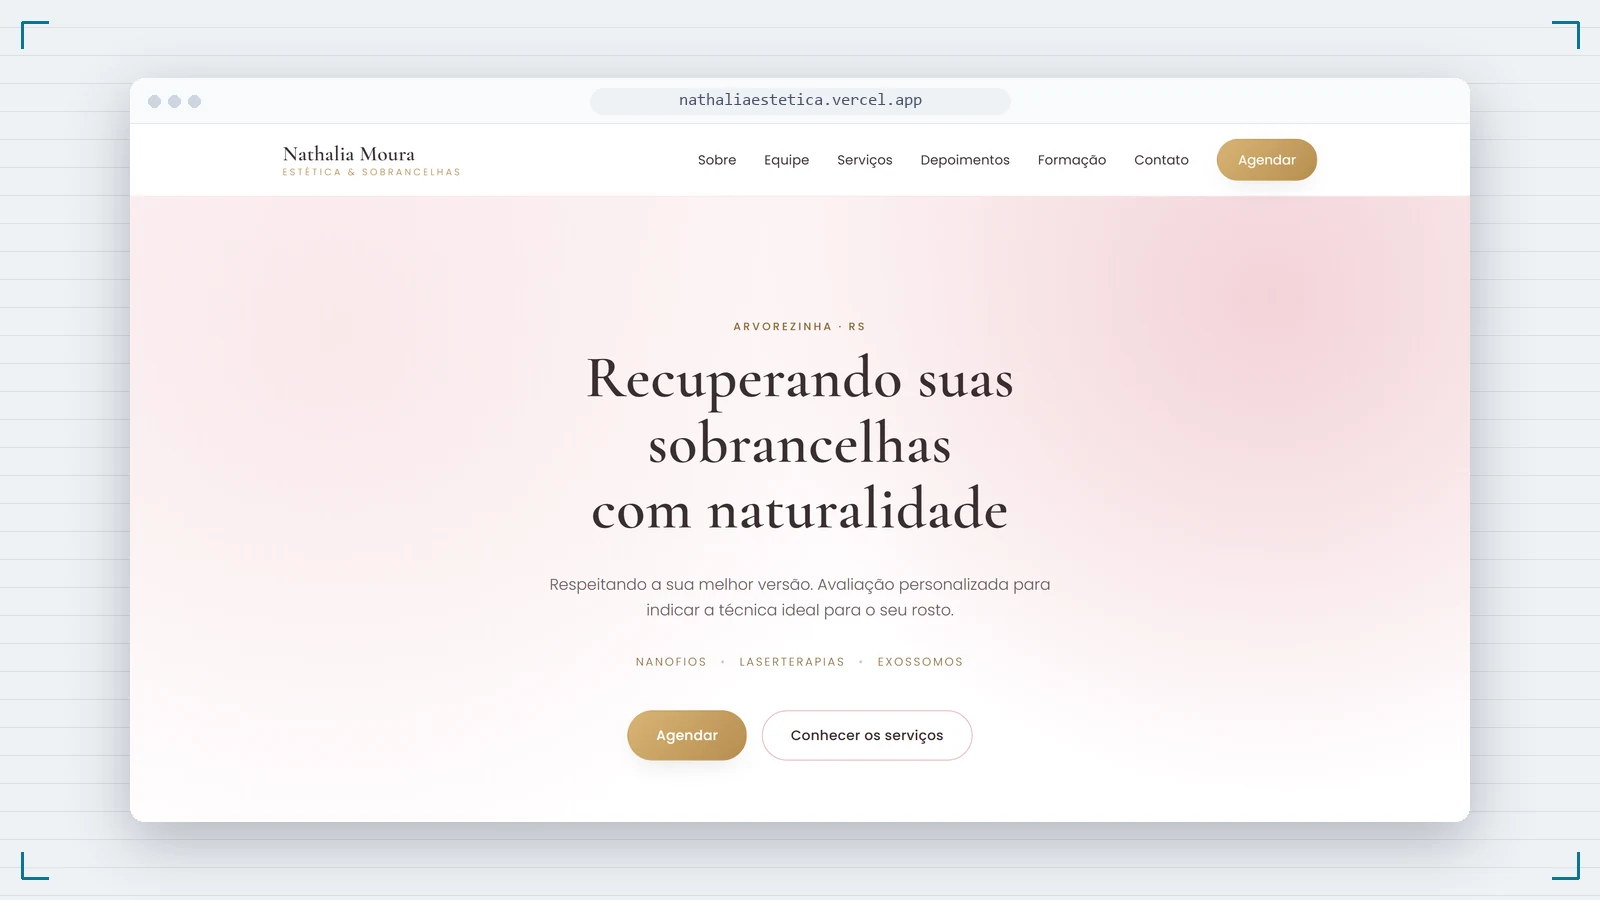 nathaliaestetica.vercel.app
Nathalia Moura
ESTÉTICA & SOBRANCELHAS
Sobre Equipe Serviços Depoimentos Formação Contato Agendar
ARVOREZINHA · RS
Recuperando suas
sobrancelhas
com naturalidade
Respeitando a sua melhor versão. Avaliação personalizada para
indicar a técnica ideal para o seu rosto.
NANOFIOS • LASERTERAPIAS • EXOSSOMOS
Agendar Conhecer os serviços